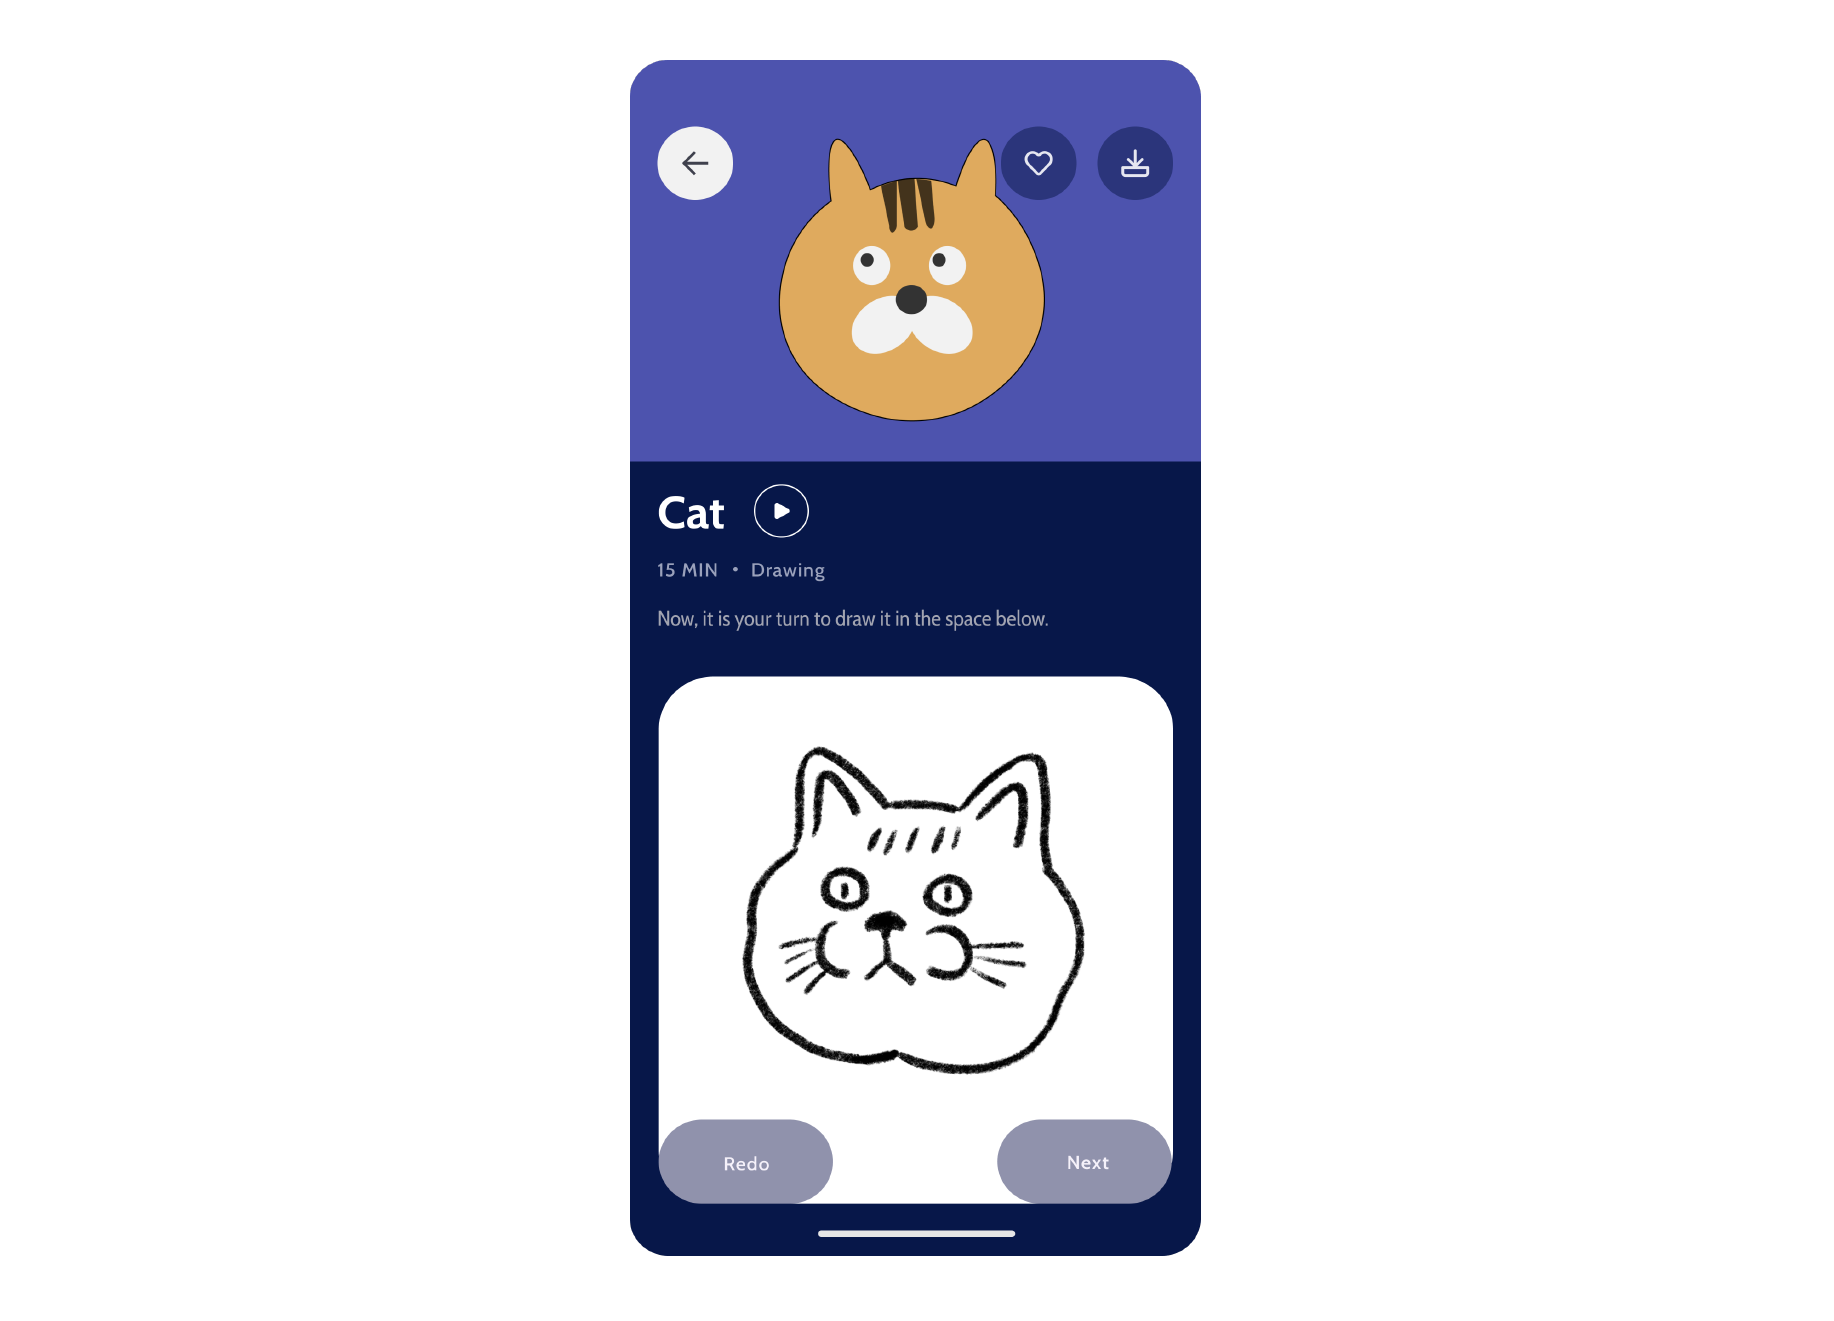 Cat
15 MIN • Drawing
Now, it is your turn to draw it in the space below.
Redo
Next